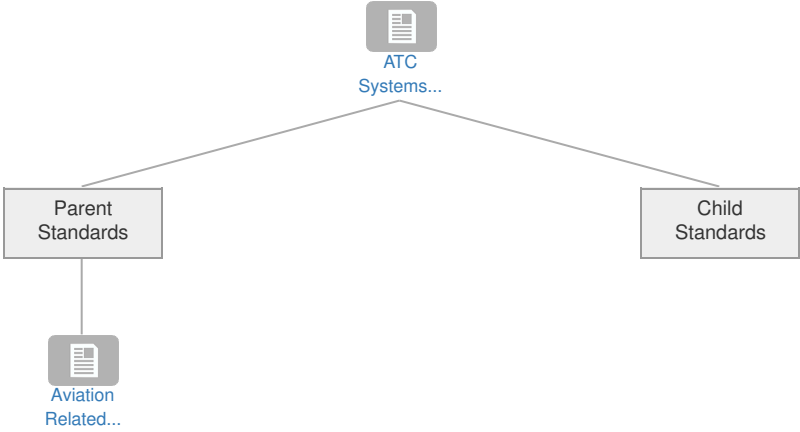 ATC
Systems...
Parent
Standards
Child
Standards
Aviation
Related...